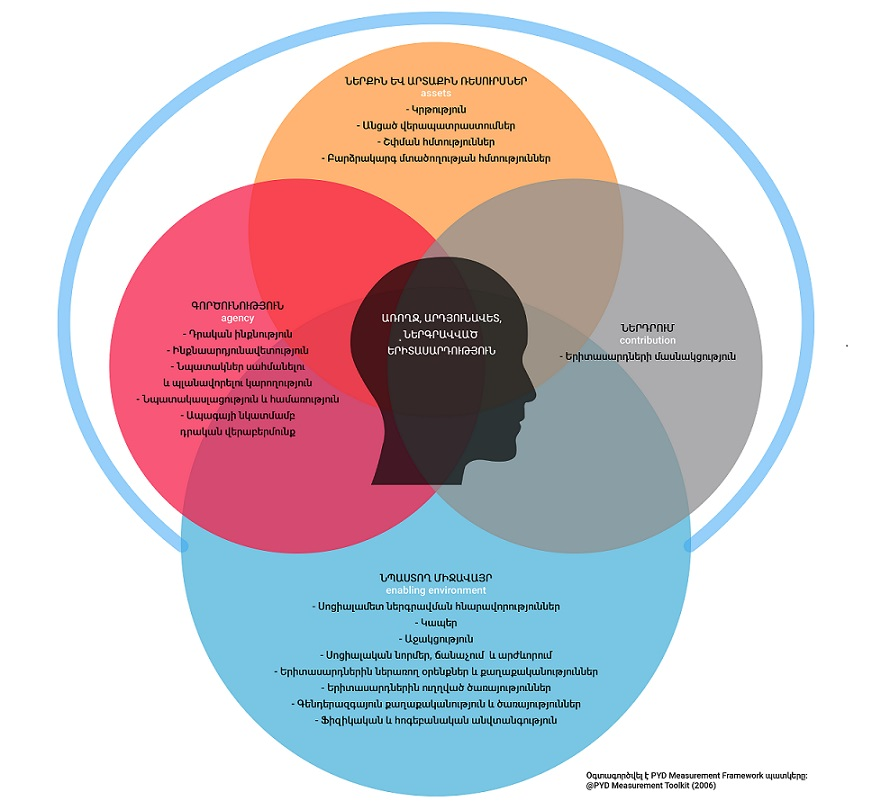 ՆԵՐՔԻՆ ԵՎ ԱՐՏԱՔԻՆ ՌԵՍՈՒՐՍՆԵՐ
assets
- Կրթություն
- Անցած վերապատրաստումներ
- Շփման հմտություններ
- Բարձրակարգ մտածողության հմտություններ
ԳՈՐԾՈՒՆՈՒԹՅՈՒՆ
agency
- Դրական ինքնություն
- Ինքնաարդյունավետություն
- Նպատակներ սահմանելու
և պլանավորելու կարողություն
- Նպատակասլացություն և համառություն
- Ապագայի նկատմամբ
դրական վերաբերմունք
ԱՌՈՂՋ, ԱՐԴՅՈՒՆԱՎԵՏ,
ՆԵՐԳՐԱՎՎԱԾ
ԵՐԻՏԱՍԱՐԴՈՒԹՅՈՒՆ
ՆԵՐԴՐՈՒՄ
contribution
- Երիտասարդների մասնակցություն
ՆՊԱՍՏՈՂ ՄԻՋԱՎԱՅՐ
enabling environment
- Սոցիալամետ ներգրավման հնարավորություններ
- Կապեր
- Աջակցություն
- Սոցիալական նորմեր, ճանաչում և արժևորում
- Երիտասարդներին ներառող օրենքներ և քաղաքականություններ
- Երիտասարդներին ուղղված ծառայություններ
- Գենդերազգայուն քաղաքականություն և ծառայություններ
- Ֆիզիկական և հոգեբանական անվտանգություն
Օգտագործվել է PYD Measurement Framework պատկերը:
@PYD Measurement Toolkit (2006)